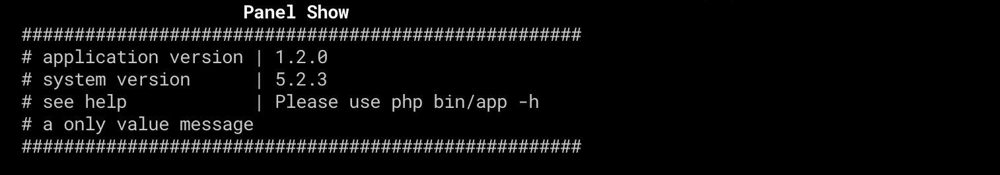 Panel Show
#####################################################
# application version | 1.2.0
# system version      | 5.2.3
# see help            | Please use php bin/app -h
# a only value message
#####################################################